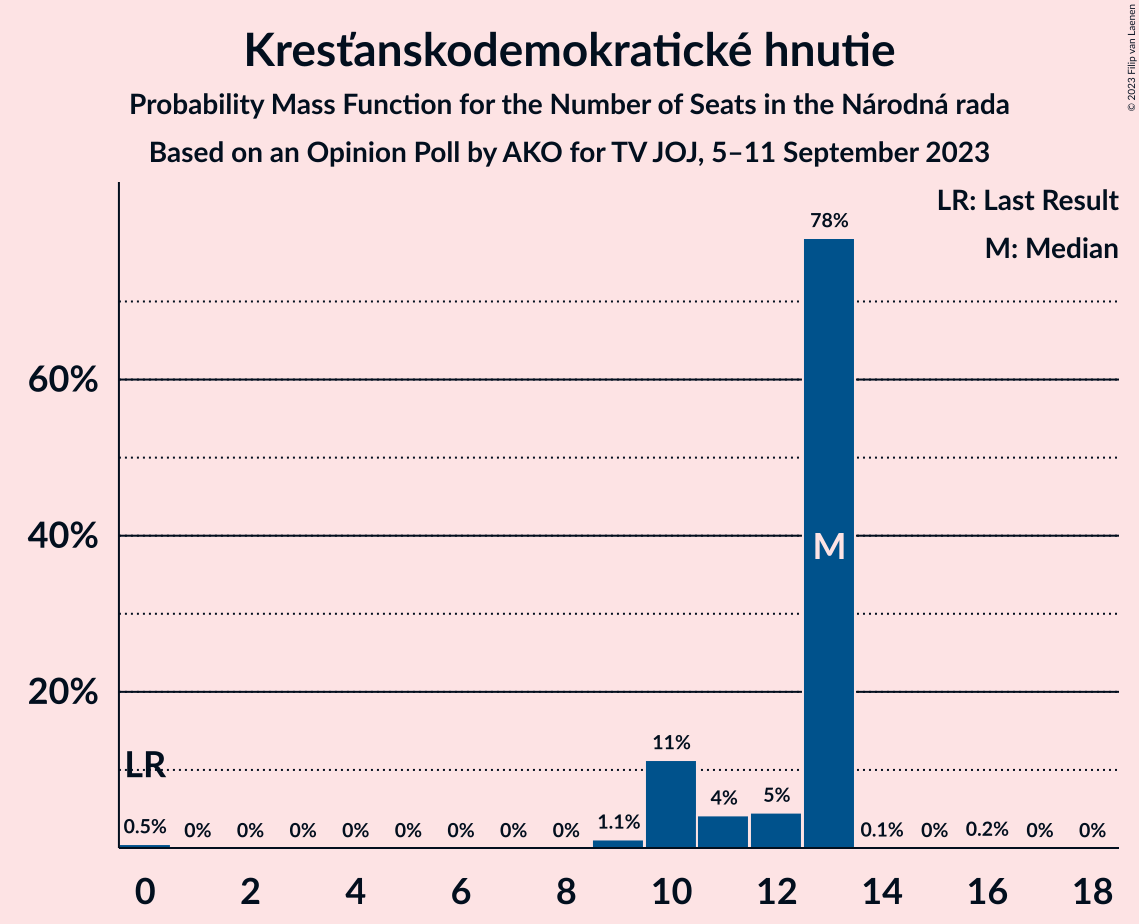 Kresťanskodemokratické hnutie
Probability Mass Function for the Number of Seats in the Národná rada
Based on an Opinion Poll by AKO for TV JOJ, 5–11 September 2023
© 2023 Filip van Laenen
LR: Last Result
M: Median
78%
60%
40%
M
20%
LR
0.5% 0% 0% 0% 0% 0% 0% 0% 0% 1.1% 11% 4% 5% 0.1% 0% 0.2% 0% 0%
0 2 4 6 8 10 12 14 16 18